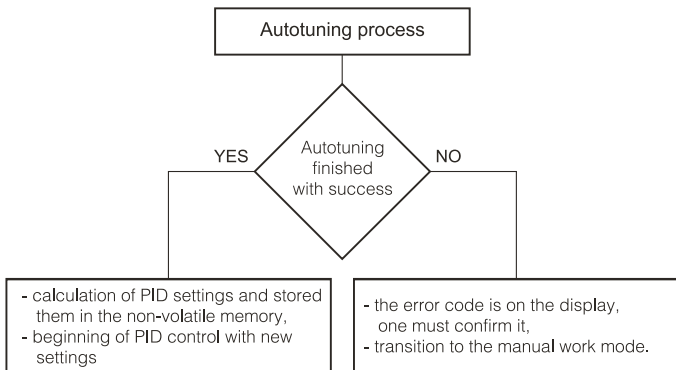 Autotuning process
YES
Autotuning
finished
with success
NO
- calculation of PID settings and stored
them in the non-volatile memory,
- beginning of PID control with new
settings
- the error code is on the display,
one must confirm it,
- transition to the manual work mode.